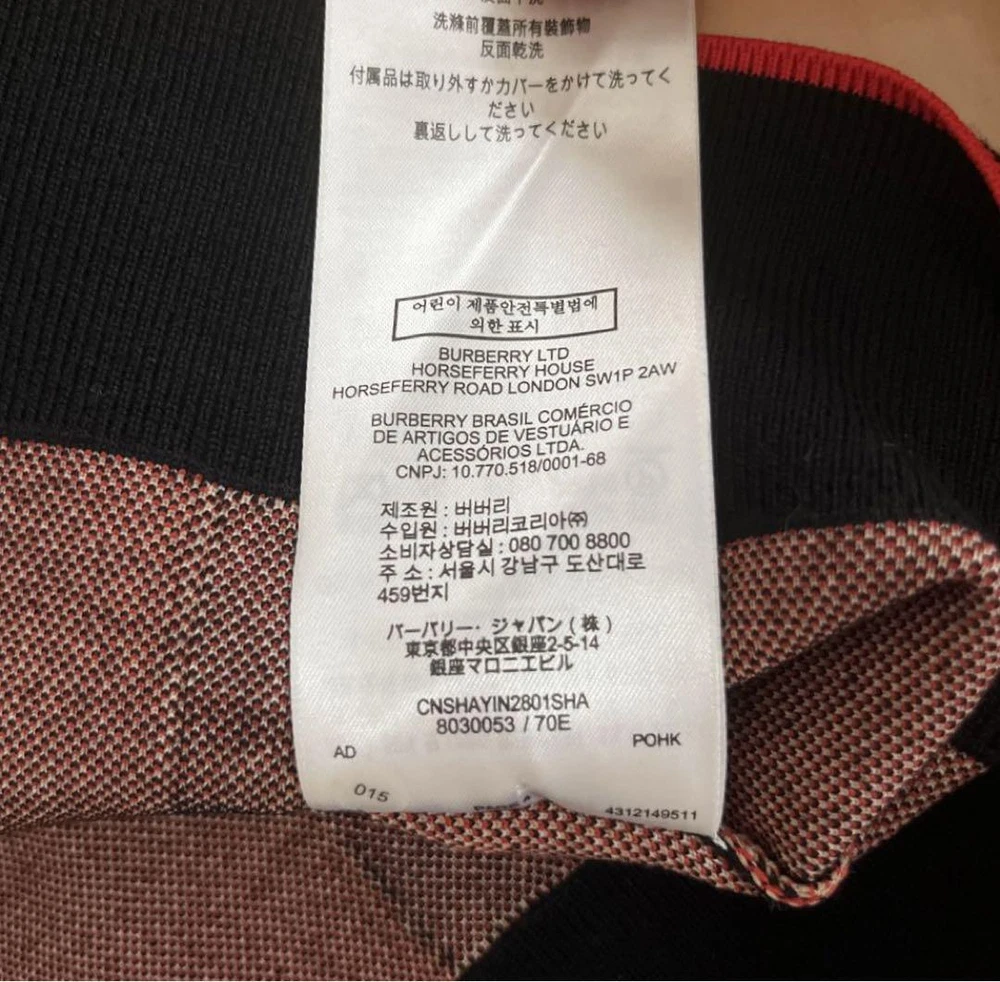 洗滌前覆蓋所有裝飾物
反面乾洗
付属品は取り外すかカバーをかけて洗ってく
ださい
裏返しして洗ってください
어린이 제품안전특별법에
의한 표시
BURBERRY LTD
HORSEFERRY HOUSE
HORSEFERRY ROAD LONDON SW1P 2AW
BURBERRY BRASIL COMÉRCIO
DE ARTIGOS DE VESTUÁRIO E
ACESSÓRIOS LTDA.
CNPJ: 10.770.518/0001-68
제조원 : 버버리
수입원 : 버버리코리아㈜
소비자상담실 : 080 700 8800
주 소 : 서울시 강남구 도산대로
459번지
バーバリー・ジャパン ( 株 )
東京都中央区銀座2-5-14
銀座マロニエビル
CNSHAYIN2801SHA
8030053 / 70E
AD POHK
015 4312149511